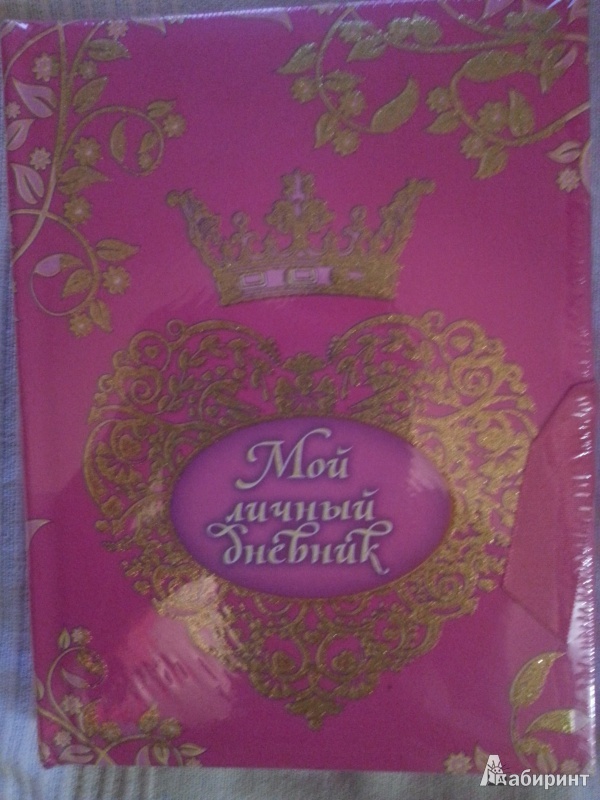 Мой
личный
дневник
Лабиринт